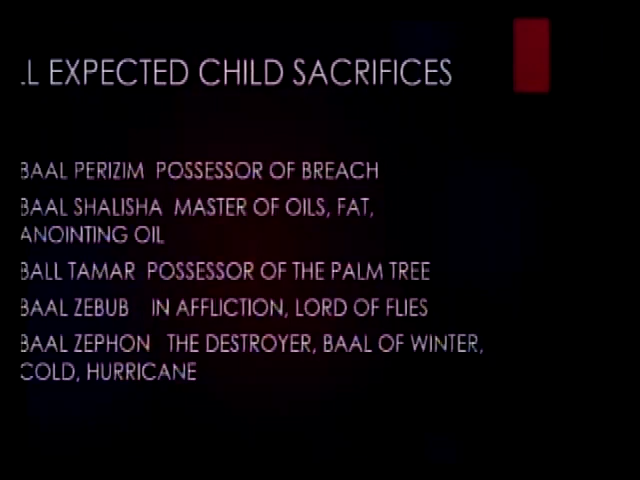 .L EXPECTED CHILD SACRIFICES
BAAL PERIZIM POSSESSOR OF BREACH
BAAL SHALISHA MASTER OF OILS, FAT,
ANOINTING OIL
BALL TAMAR POSSESSOR OF THE PALM TREE
BAAL ZEBUB IN AFFLICTION, LORD OF FLIES
BAAL ZEPHON THE DESTROYER, BAAL OF WINTER,
COLD, HURRICANE